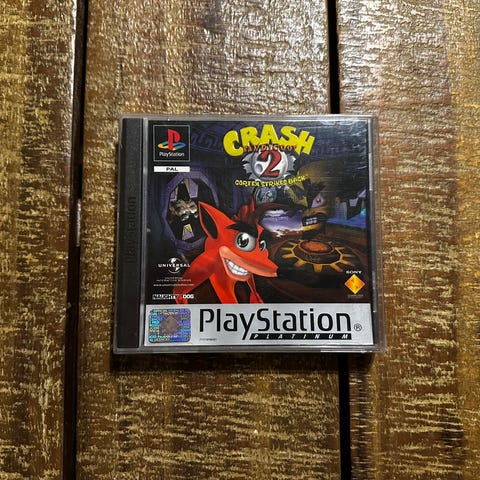 PlayStation
PAL
CRASH
BANDICOOT
2
CORTEX STRIKES BACK
UNIVERSAL
NAUGHTY DOG
SONY
PlayStation®
PLATINUM
PlayStation